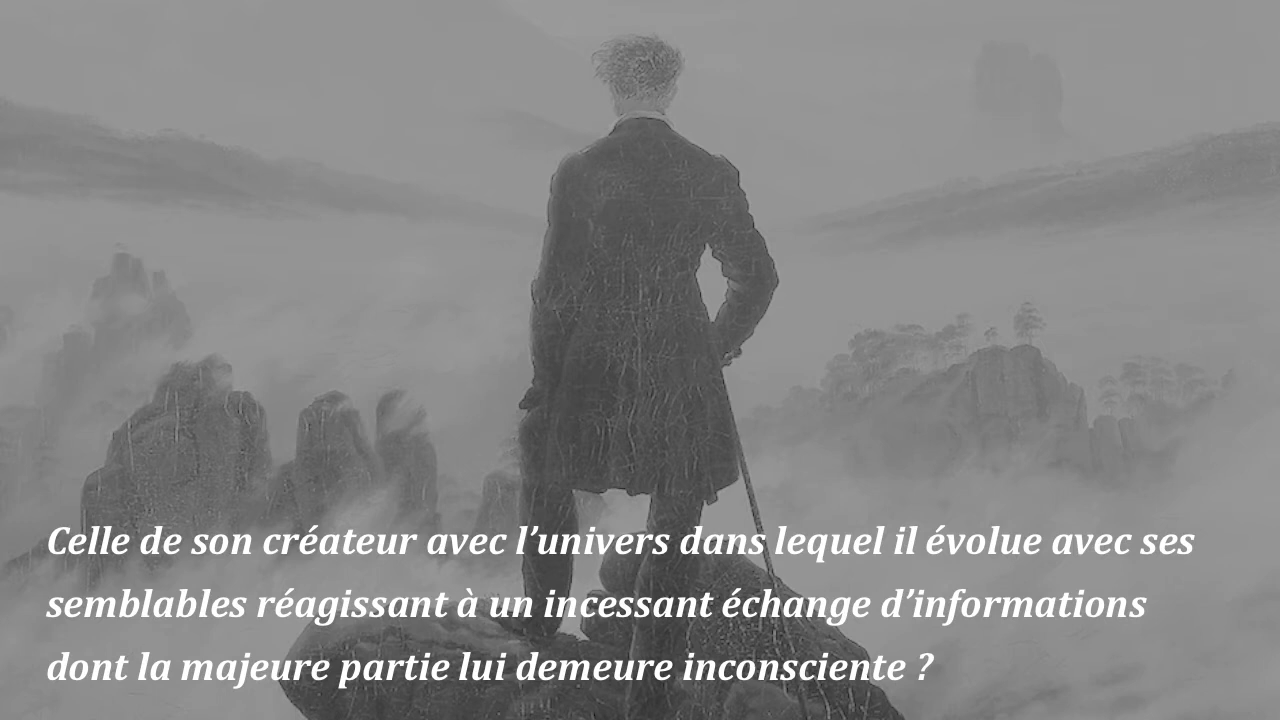 Celle de son créateur avec l’univers dans lequel il évolue avec ses
semblables réagissant à un incessant échange d’informations
dont la majeure partie lui demeure inconsciente ?